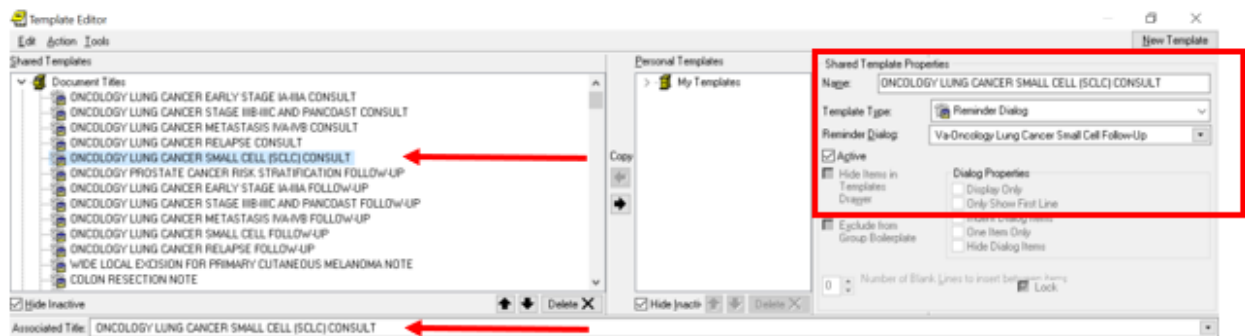 Template Editor
Edit Action Tools
New Template
Shared Templates
Document Titles
ONCOLOGY LUNG CANCER EARLY STAGE IA-IIIA CONSULT
ONCOLOGY LUNG CANCER STAGE IIIB-IIIC AND PANCOAST CONSULT
ONCOLOGY LUNG CANCER METASTASIS IVA-IVB CONSULT
ONCOLOGY LUNG CANCER RELAPSE CONSULT
ONCOLOGY LUNG CANCER SMALL CELL (SCLC) CONSULT
ONCOLOGY PROSTATE CANCER RISK STRATIFICATION FOLLOW-UP
ONCOLOGY LUNG CANCER EARLY STAGE IA-IIIA FOLLOW-UP
ONCOLOGY LUNG CANCER STAGE IIIB-IIIC AND PANCOAST FOLLOW-UP
ONCOLOGY LUNG CANCER METASTASIS IVA-IVB FOLLOW-UP
ONCOLOGY LUNG CANCER SMALL CELL FOLLOW-UP
ONCOLOGY LUNG CANCER RELAPSE FOLLOW-UP
WIDE LOCAL EXCISION FOR PRIMARY CUTANEOUS MELANOMA NOTE
COLON RESECTION NOTE
Hide Inactive
Delete
Copy
Personal Templates
My Templates
Hide Inacti
Delete
Shared Template Properties
Name: ONCOLOGY LUNG CANCER SMALL CELL (SCLC) CONSULT
Template Type: Reminder Dialog
Reminder Dialog: Va-Oncology Lung Cancer Small Cell Follow-Up
Active
Hide Items in
Templates
Drawer
Exclude from
Group Boilerplate
Dialog Properties
Display Only
Only Show First Line
Indent Dialog Items
One Item Only
Hide Dialog Items
0 Number of Blank Lines to insert between items
Lock
Associated Title: ONCOLOGY LUNG CANCER SMALL CELL (SCLC) CONSULT